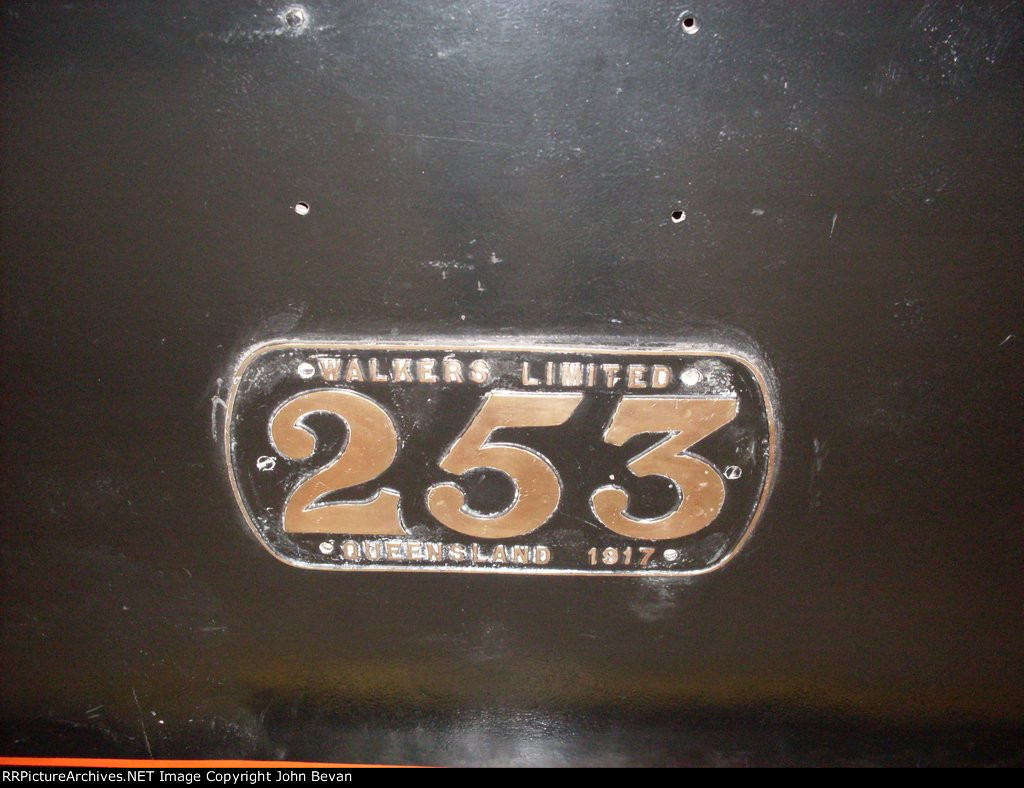 WALKERS LIMITED
253
QUEENSLAND 1917
RRPictureArchives.NET Image Copyright John Bevan